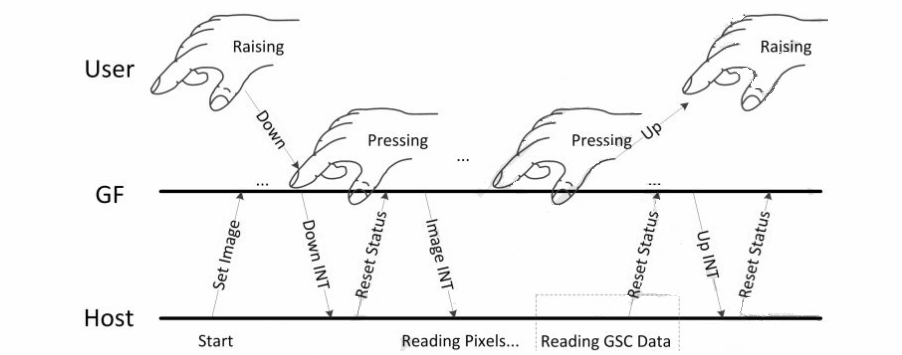 Raising
Raising
User
Down
Pressing
...
Pressing
Up
...
...
GF
Set Image
Down INT
Reset Status
Image INT
Reset Status
Up INT
Reset Status
Host
Start
Reading Pixels...
Reading GSC Data